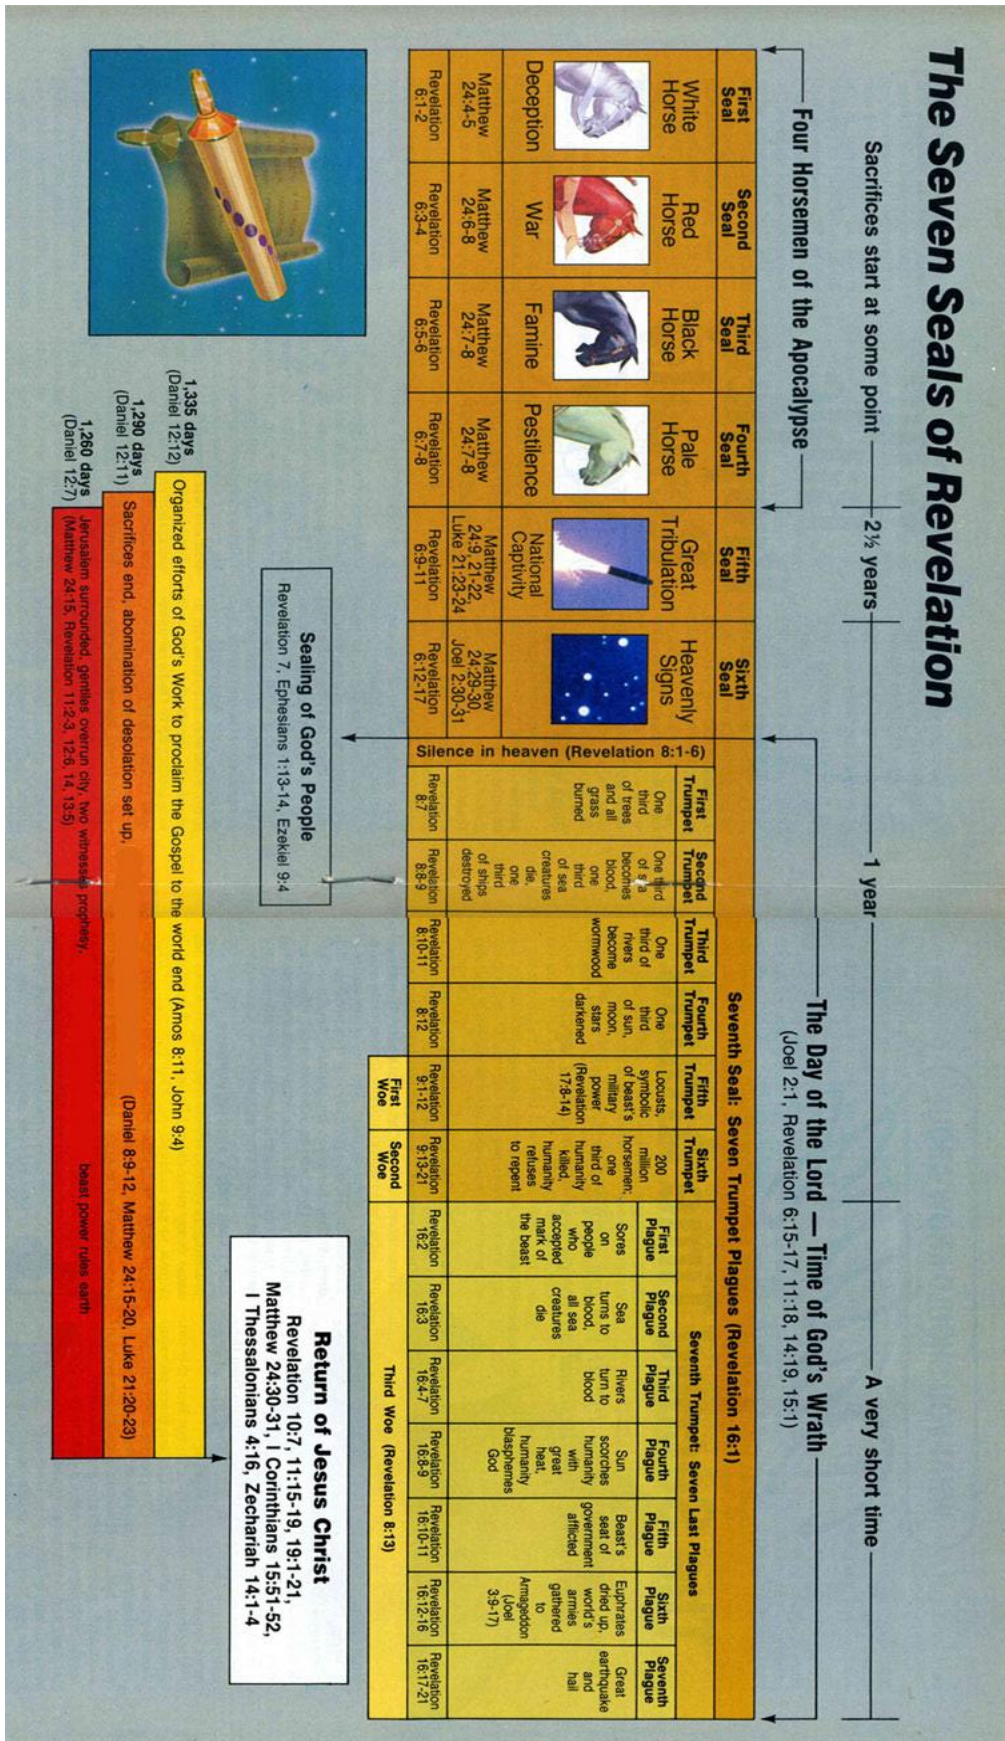 The Seven Seals of Revelation
Sacrifices start at some point
2½ years
1 year
A very short time
Four Horsemen of the Apocalypse
The Day of the Lord — Time of God's Wrath
(Joel 2:1, Revelation 6:15-17, 11:18, 14:19, 15:1)
First
Seal
White
Horse
Deception
Matthew
24:4-5
Revelation
6:1-2
Second
Seal
Red
Horse
War
Matthew
24:6-8
Revelation
6:3-4
Third
Seal
Black
Horse
Famine
Matthew
24:7-8
Revelation
6:5-6
Fourth
Seal
Pale
Horse
Pestilence
Matthew
24:7-8
Revelation
6:7-8
Fifth
Seal
Great
Tribulation
National
Captivity
Matthew
24:9, 21-22,
Luke 21:23-24
Revelation
6:9-11
Sixth
Seal
Heavenly
Signs
Matthew
24:29-30,
Joel 2:30-31
Revelation
6:12-17
Silence in heaven (Revelation 8:1-6)
Seventh Seal: Seven Trumpet Plagues (Revelation 16:1)
First
Trumpet
One
third
of trees
and all
grass
burned
Revelation
8:7
Second
Trumpet
One third
of sea
becomes
blood,
one
third
of sea
creatures
die,
one
third
of ships
destroyed
Revelation
8:8-9
Third
Trumpet
One
third of
rivers
become
wormwood
Revelation
8:10-11
Fourth
Trumpet
One
third
of sun,
moon,
stars
darkened
Revelation
8:12
Fifth
Trumpet
Locusts,
symbolic
of beast's
military
power
(Revelation
17:8-14)
Revelation
9:1-12
First
Woe
Sixth
Trumpet
200
million
horsemen;
one
third of
humanity
killed,
humanity
refuses
to repent
Revelation
9:13-21
Second
Woe
Seventh Trumpet: Seven Last Plagues
First
Plague
Sores
on
people
who
accepted
mark of
the beast
Revelation
16:2
Second
Plague
Sea
turns to
blood,
all sea
creatures
die
Revelation
16:3
Third
Plague
Rivers
turn to
blood
Revelation
16:4-7
Fourth
Plague
Sun
scorches
humanity
with
great
heat,
humanity
blasphemes
God
Revelation
16:8-9
Fifth
Plague
Beast's
seat of
government
afflicted
Revelation
16:10-11
Sixth
Plague
Euphrates
dried up,
world's
armies
gathered
to
Armageddon
(Joel
3:9-17)
Revelation
16:12-16
Seventh
Plague
Great
earthquake
and
hail
Revelation
16:17-21
Third Woe (Revelation 8:13)
Sealing of God's People
Revelation 7, Ephesians 1:13-14, Ezekiel 9:4
Return of Jesus Christ
Revelation 10:7, 11:15-19, 19:1-21,
Matthew 24:30-31, I Corinthians 15:51-52,
I Thessalonians 4:16, Zechariah 14:1-4
1,335 days
(Daniel 12:12)
Organized efforts of God's Work to proclaim the Gospel to the world end (Amos 8:11, John 9:4)
1,290 days
(Daniel 12:11)
Sacrifices end, abomination of desolation set up, (Daniel 8:9-12, Matthew 24:15-20, Luke 21:20-23)
1,260 days
(Daniel 12:7)
Jerusalem surrounded, gentiles overrun city, two witnesses prophesy, beast power rules earth
(Matthew 24:15, Revelation 11:2-3, 12:6, 14, 13:5)